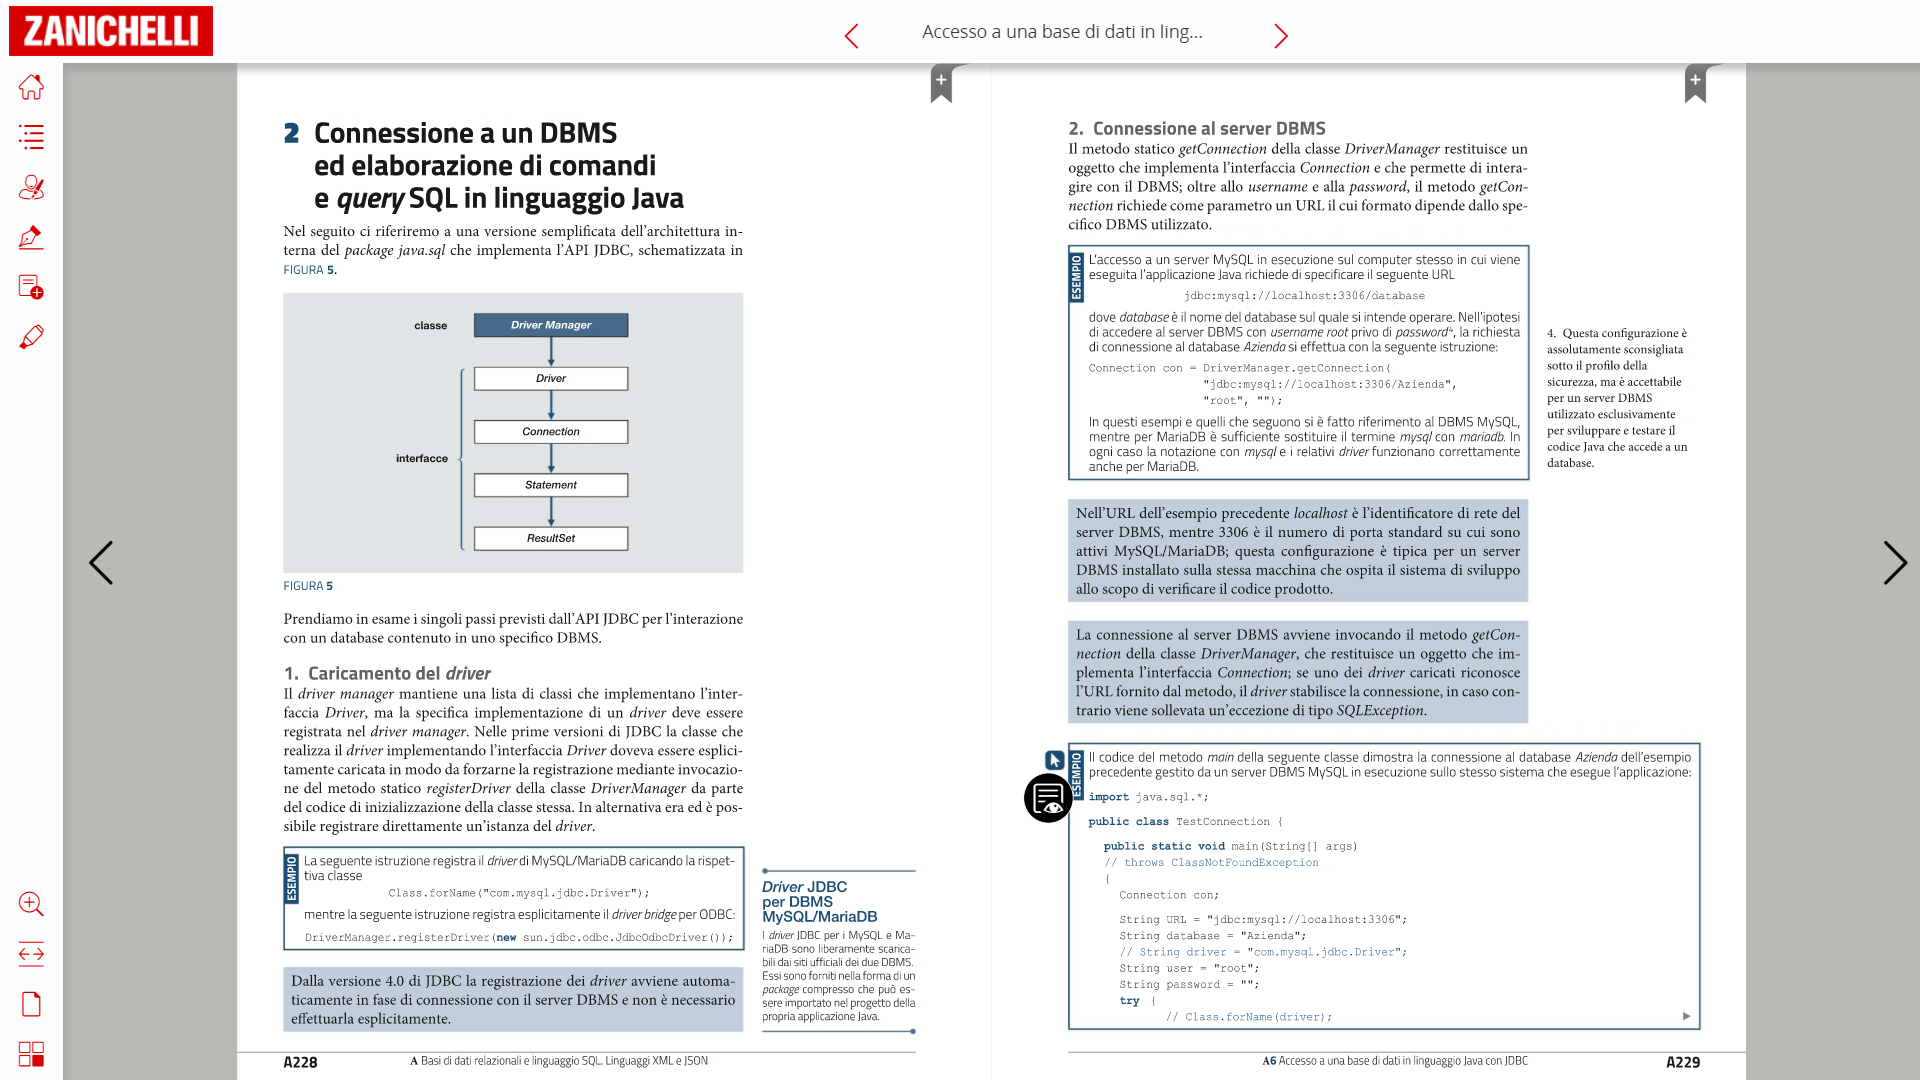 ZANICHELLI
Accesso a una base di dati in ling...
2 Connessione a un DBMS
ed elaborazione di comandi
e query SQL in linguaggio Java
Nel seguito ci riferiremo a una versione semplificata dell'architettura in-
terna del package java.sql che implementa l'API JDBC, schematizzata in
FIGURA 5.
classe
Driver Manager
Driver
Connection
interfacce
Statement
ResultSet
FIGURA 5
Prendiamo in esame i singoli passi previsti dall'API JDBC per l'interazione
con un database contenuto in uno specifico DBMS.
1. Caricamento del driver
Il driver manager mantiene una lista di classi che implementano l'inter-
faccia Driver, ma la specifica implementazione di un driver deve essere
registrata nel driver manager. Nelle prime versioni di JDBC la classe che
realizza il driver implementando l'interfaccia Driver doveva essere esplici-
tamente caricata in modo da forzarne la registrazione mediante invocazio-
ne del metodo statico registerDriver della classe DriverManager da parte
del codice di inizializzazione della classe stessa. In alternativa era ed è pos-
sibile registrare direttamente un'istanza del driver.
ESEMPIO
La seguente istruzione registra il driver di MySQL/MariaDB caricando la rispet-
tiva classe
Class.forName("com.mysql.jdbc.Driver");
mentre la seguente istruzione registra esplicitamente il driver bridge per ODBC:
DriverManager.registerDriver(new sun.jdbc.odbc.JdbcOdbcDriver());
Dalla versione 4.0 di JDBC la registrazione dei driver avviene automa-
ticamente in fase di connessione con il server DBMS e non è necessario
effettuarla esplicitamente.
Driver JDBC
per DBMS
MySQL/MariaDB
I driver JDBC per i MySQL e Ma-
riaDB sono liberamente scarica-
bili dai siti ufficiali dei due DBMS.
Essi sono forniti nella forma di un
package compresso che può es-
sere importato nel progetto della
propria applicazione Java.
A228
A Basi di dati relazionali e linguaggio SQL. Linguaggi XML e JSON
2. Connessione al server DBMS
Il metodo statico getConnection della classe DriverManager restituisce un
oggetto che implementa l'interfaccia Connection e che permette di intera-
gire con il DBMS; oltre allo username e alla password, il metodo getCon-
nection richiede come parametro un URL il cui formato dipende dallo spe-
cifico DBMS utilizzato.
ESEMPIO
L'accesso a un server MySQL in esecuzione sul computer stesso in cui viene
eseguita l'applicazione Java richiede di specificare il seguente URL
jdbc:mysql://localhost:3306/database
dove database è il nome del database sul quale si intende operare. Nell'ipotesi
di accedere al server DBMS con username root privo di password4, la richiesta
di connessione al database Azienda si effettua con la seguente istruzione:
Connection con = DriverManager.getConnection(
"jdbc:mysql://localhost:3306/Azienda",
"root", "");
In questi esempi e quelli che seguono si è fatto riferimento al DBMS MySQL,
mentre per MariaDB è sufficiente sostituire il termine mysql con mariadb. In
ogni caso la notazione con mysql e i relativi driver funzionano correttamente
anche per MariaDB.
4. Questa configurazione è
assolutamente sconsigliata
sotto il profilo della
sicurezza, ma è accettabile
per un server DBMS
utilizzato esclusivamente
per sviluppare e testare il
codice Java che accede a un
database.
Nell'URL dell'esempio precedente localhost è l'identificatore di rete del
server DBMS, mentre 3306 è il numero di porta standard su cui sono
attivi MySQL/MariaDB; questa configurazione è tipica per un server
DBMS installato sulla stessa macchina che ospita il sistema di sviluppo
allo scopo di verificare il codice prodotto.
La connessione al server DBMS avviene invocando il metodo getCon-
nection della classe DriverManager, che restituisce un oggetto che im-
plementa l'interfaccia Connection; se uno dei driver caricati riconosce
l'URL fornito dal metodo, il driver stabilisce la connessione, in caso con-
trario viene sollevata un'eccezione di tipo SQLException.
ESEMPIO
Il codice del metodo main della seguente classe dimostra la connessione al database Azienda dell'esempio
precedente gestito da un server DBMS MySQL in esecuzione sullo stesso sistema che esegue l'applicazione:
import java.sql.*;
public class TestConnection {
public static void main(String[] args)
// throws ClassNotFoundException
{
Connection con;
String URL = "jdbc:mysql://localhost:3306";
String database = "Azienda";
// String driver = "com.mysql.jdbc.Driver";
String user = "root";
String password = "";
try {
// Class.forName(driver);
A6 Accesso a una base di dati in linguaggio Java con JDBC
A229